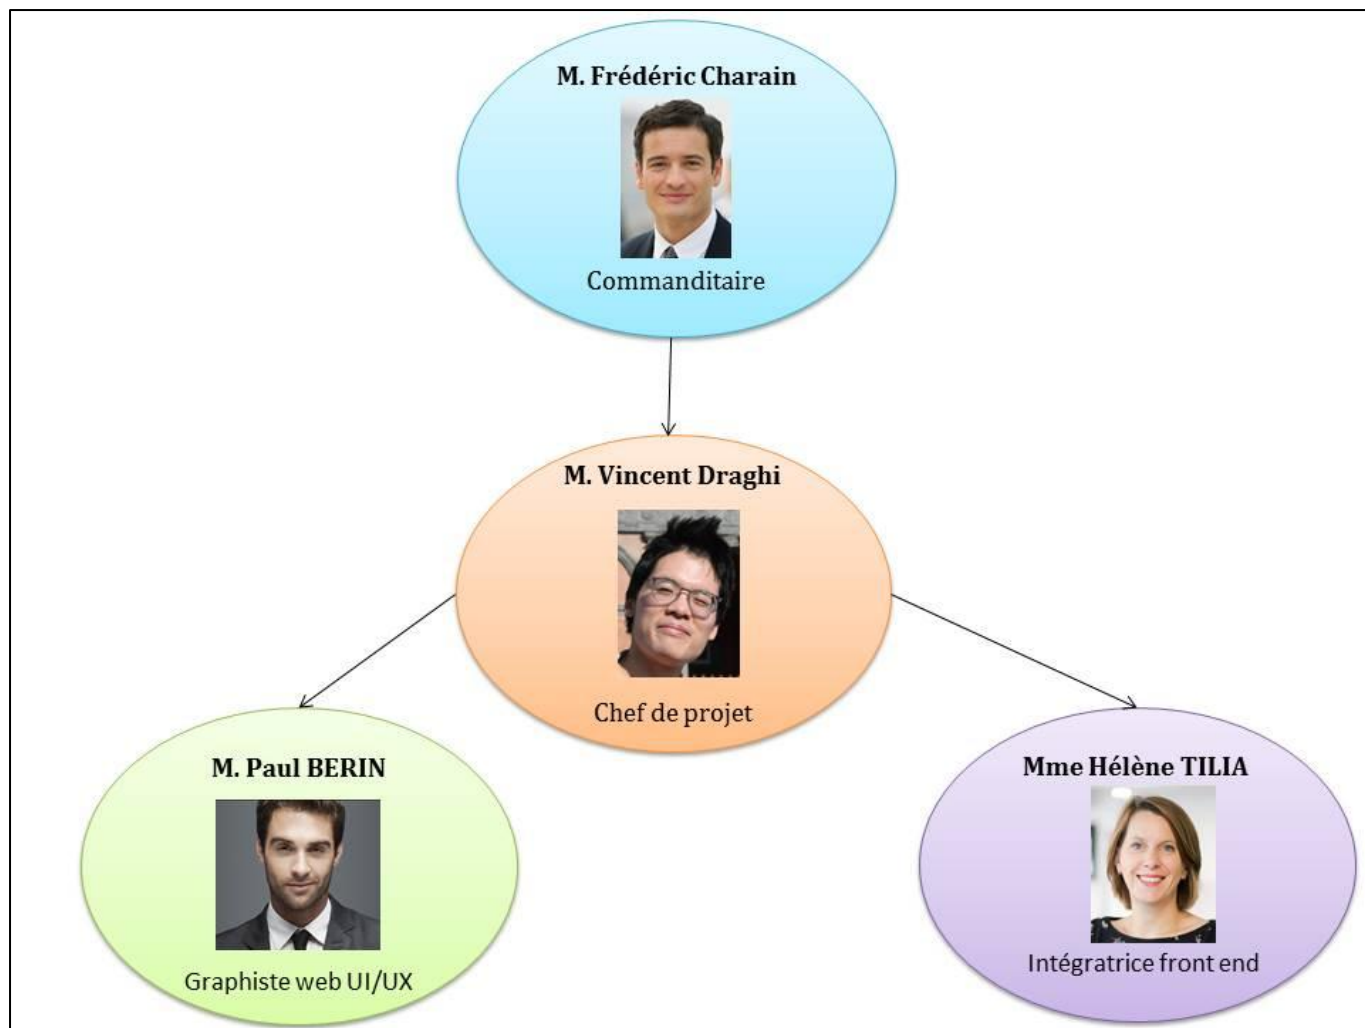 M. Frédéric Charain
Commanditaire
M. Vincent Draghi
Chef de projet
M. Paul BERIN
Graphiste web UI/UX
Mme Hélène TILIA
Intégratrice front end